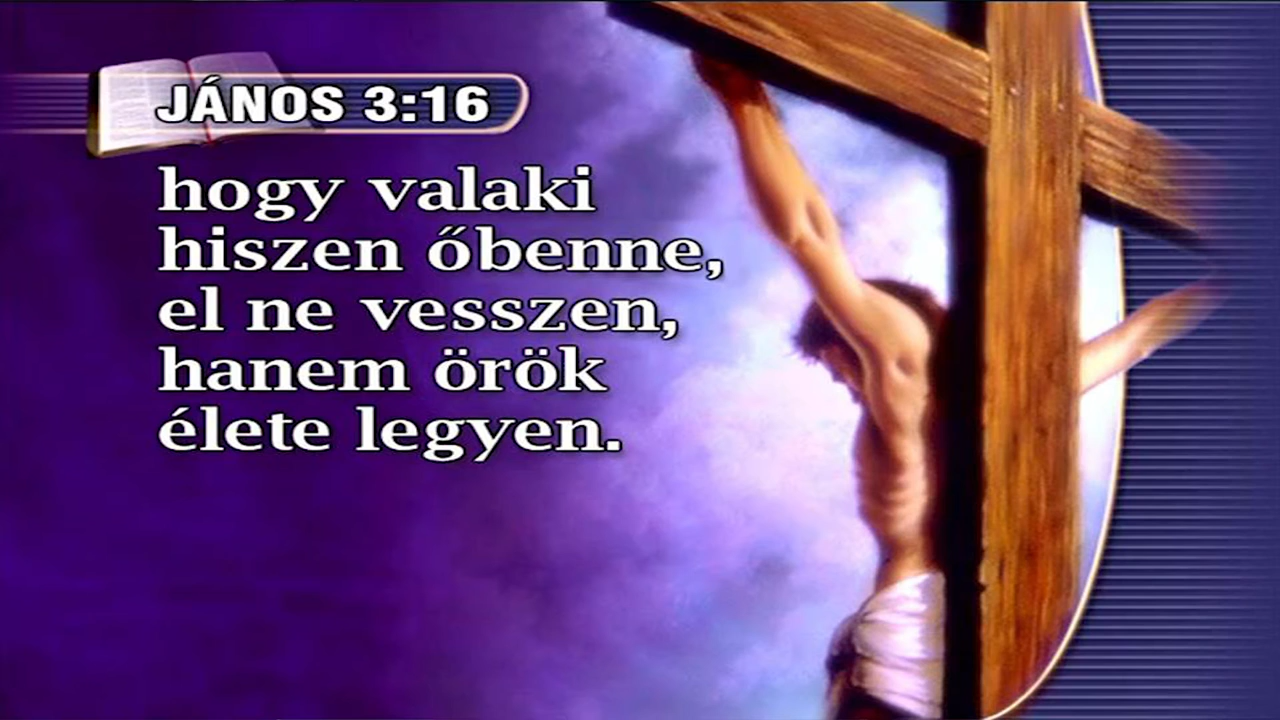 JÁNOS 3:16
hogy valaki
hiszen őbenne,
el ne vesszen,
hanem örök
élete legyen.